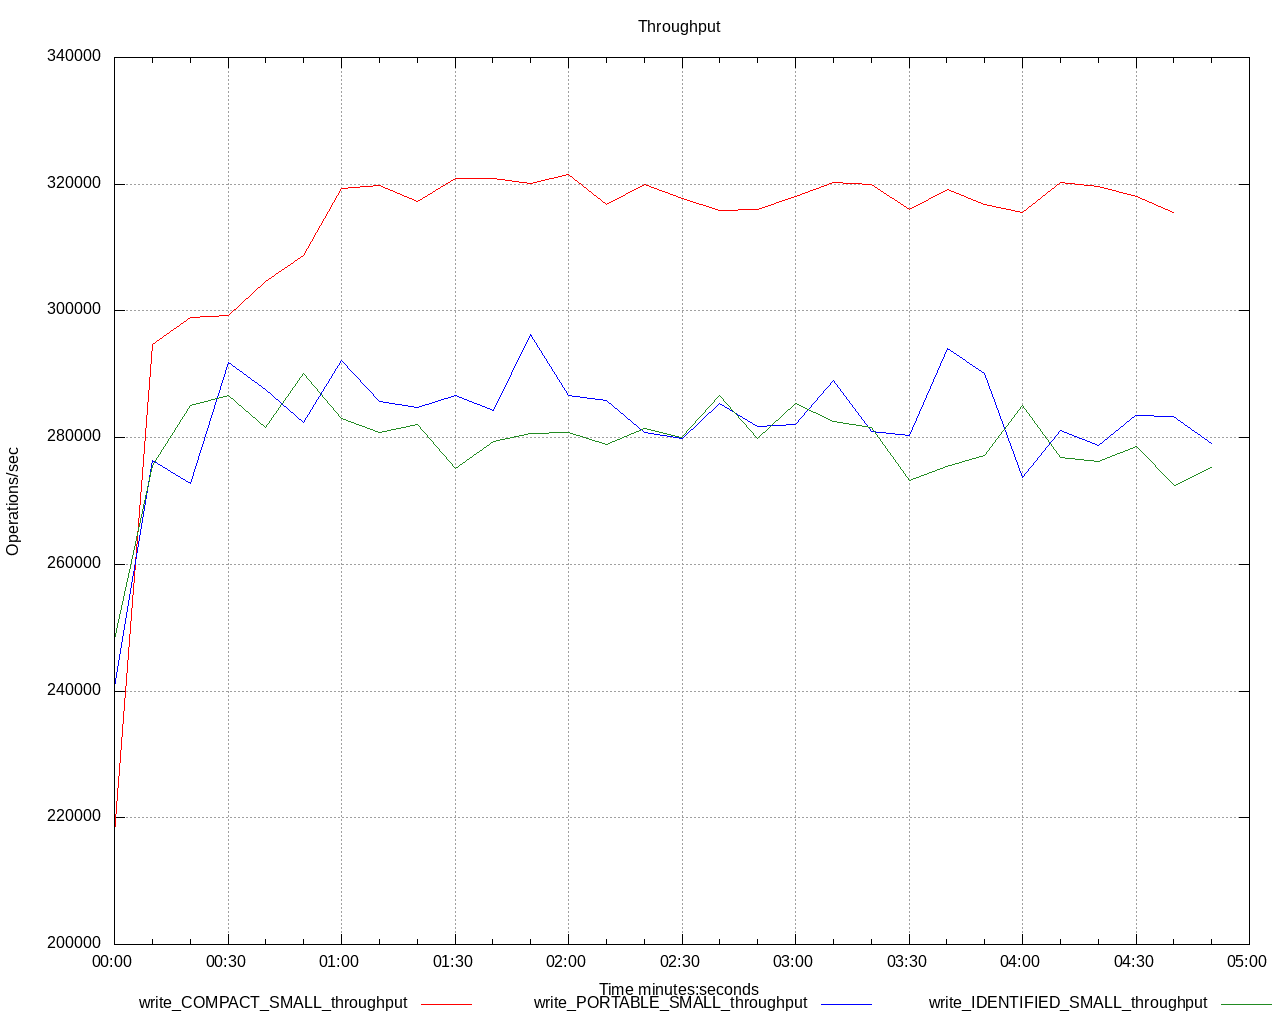 Throughput
340000
320000
300000
280000
260000
240000
220000
200000
Operations/sec
00:00 00:30 01:00 01:30 02:00 02:30 03:00 03:30 04:00 04:30 05:00
Time minutes:seconds
write_COMPACT_SMALL_throughput write_PORTABLE_SMALL_throughput write_IDENTIFIED_SMALL_throughput